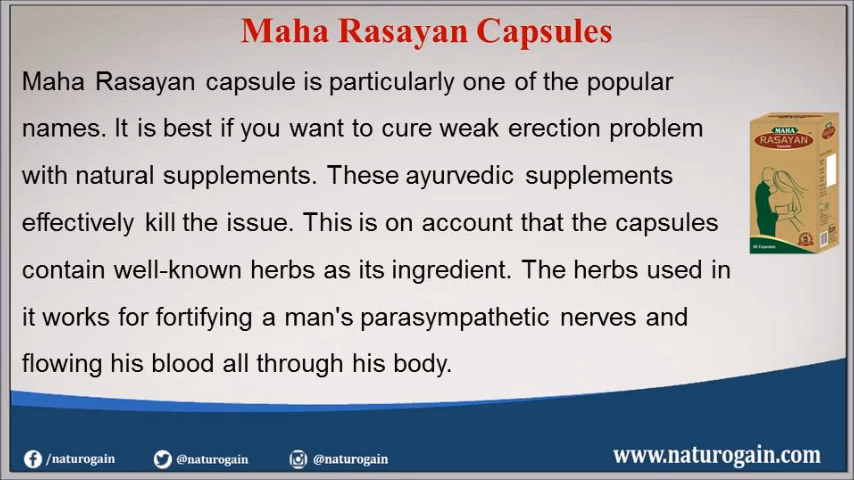 Maha Rasayan Capsules
Maha Rasayan capsule is particularly one of the popular
names. It is best if you want to cure weak erection problem
with natural supplements. These ayurvedic supplements
effectively kill the issue. This is on account that the capsules
contain well-known herbs as its ingredient. The herbs used in
it works for fortifying a man's parasympathetic nerves and
flowing his blood all through his body.
MAHA
RASAYAN
Capsules
/naturogain
@naturogain
@naturogain
www.naturogain.com